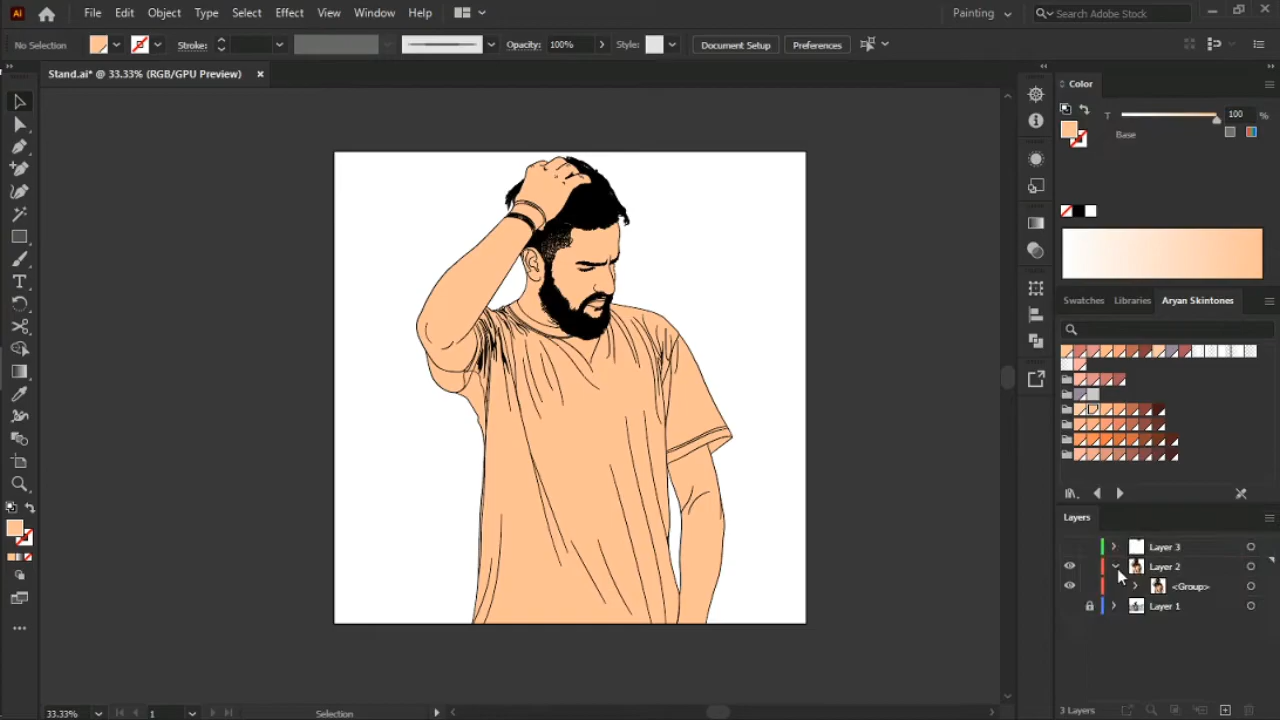 Ai File Edit Object Type Select Effect View Window Help Painting Search Adobe Stock
No Selection Stroke: Opacity: 100% Style: Document Setup Preferences
Stand.ai* @ 33.33% (RGB/GPU Preview)
Color
T 100 %
Base
Swatches Libraries Aryan Skintones
Layers
Layer 3
Layer 2
<Group>
Layer 1
33.33% 1 Selection 3 Layers